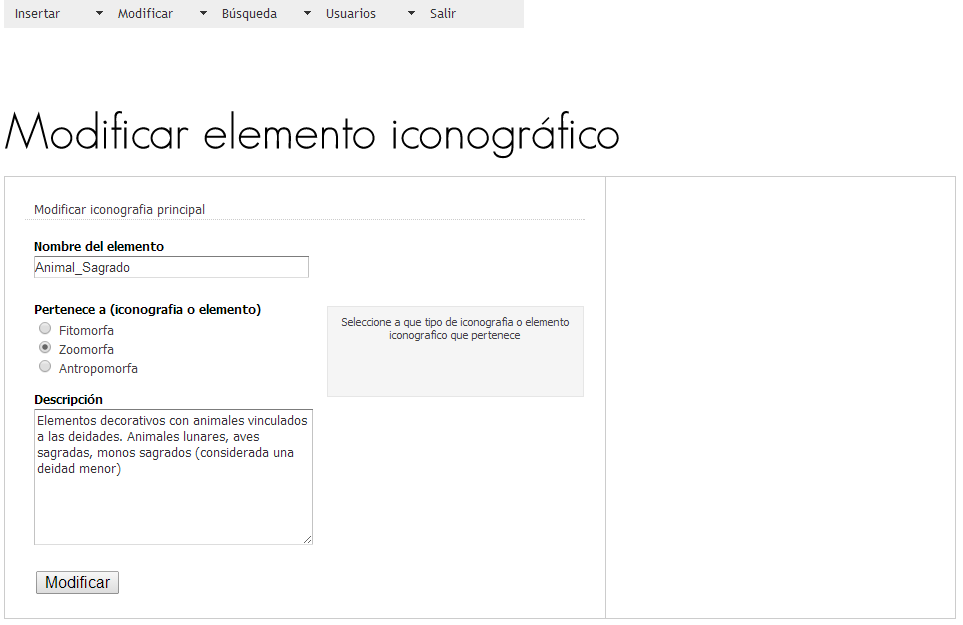 Insertar Modificar Búsqueda Usuarios Salir
Modificar elemento iconográfico
Modificar iconografia principal
Nombre del elemento
Animal_Sagrado
Pertenece a (iconografia o elemento)
Fitomorfa
Zoomorfa
Antropomorfa
Seleccione a que tipo de iconografia o elemento
iconografico que pertenece
Descripción
Elementos decorativos con animales vinculados
a las deidades. Animales lunares, aves
sagradas, monos sagrados (considerada una
deidad menor)
Modificar